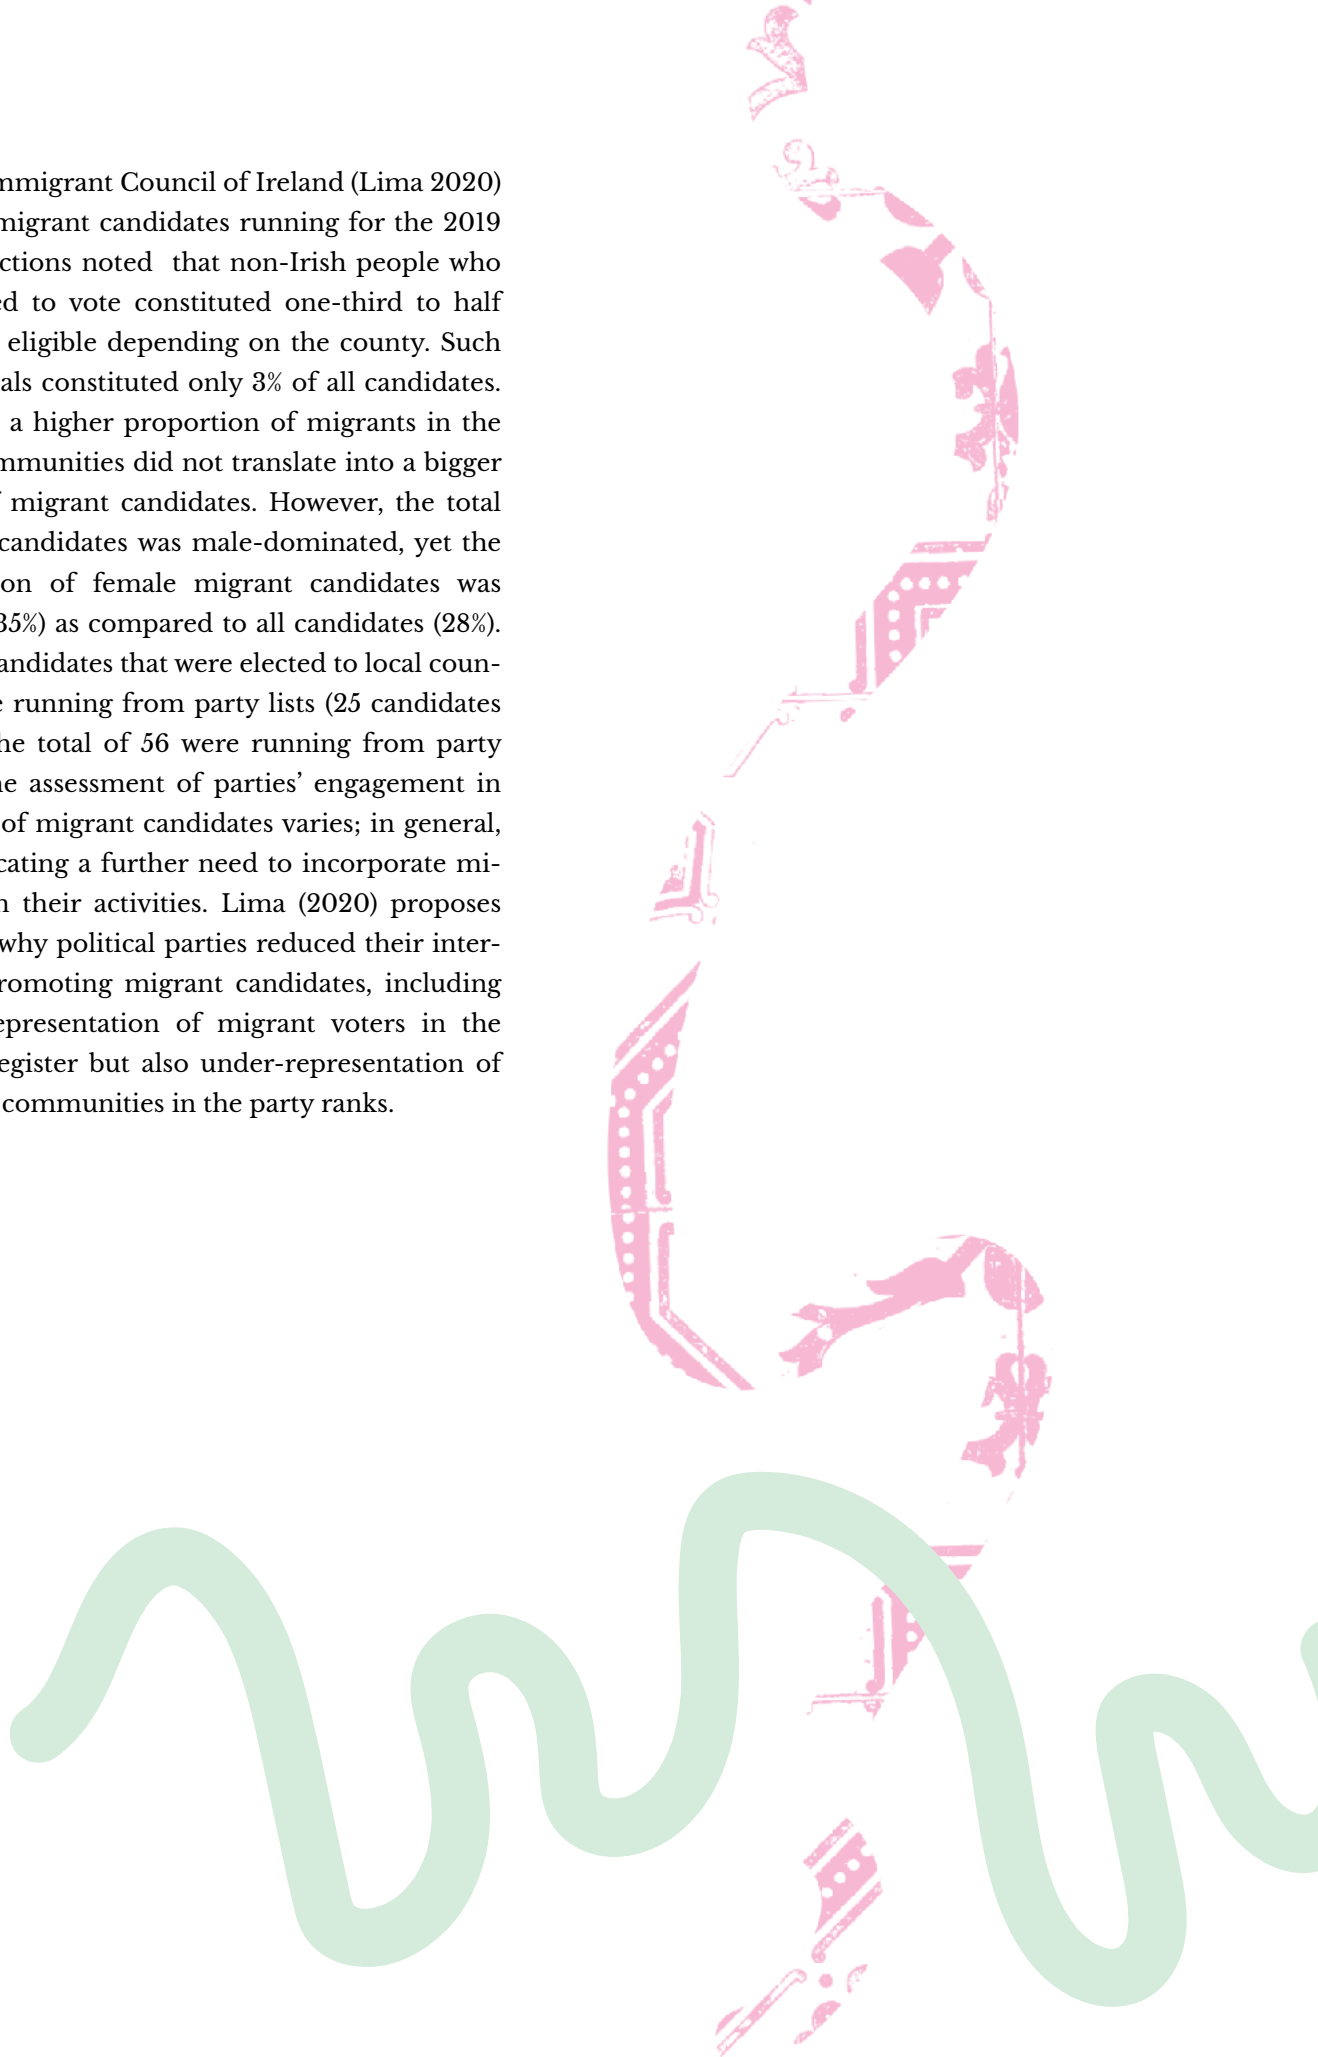 mmigrant Council of Ireland (Lima 2020)
migrant candidates running for the 2019
ctions noted that non-Irish people who
ed to vote constituted one-third to half
eligible depending on the county. Such
als constituted only 3% of all candidates.
a higher proportion of migrants in the
mmunities did not translate into a bigger
f migrant candidates. However, the total
candidates was male-dominated, yet the
on of female migrant candidates was
35%) as compared to all candidates (28%).
andidates that were elected to local coun-
e running from party lists (25 candidates
he total of 56 were running from party
ne assessment of parties’ engagement in
of migrant candidates varies; in general,
cating a further need to incorporate mi-
n their activities. Lima (2020) proposes
why political parties reduced their inter-
romoting migrant candidates, including
epresentation of migrant voters in the
egister but also under-representation of
communities in the party ranks.